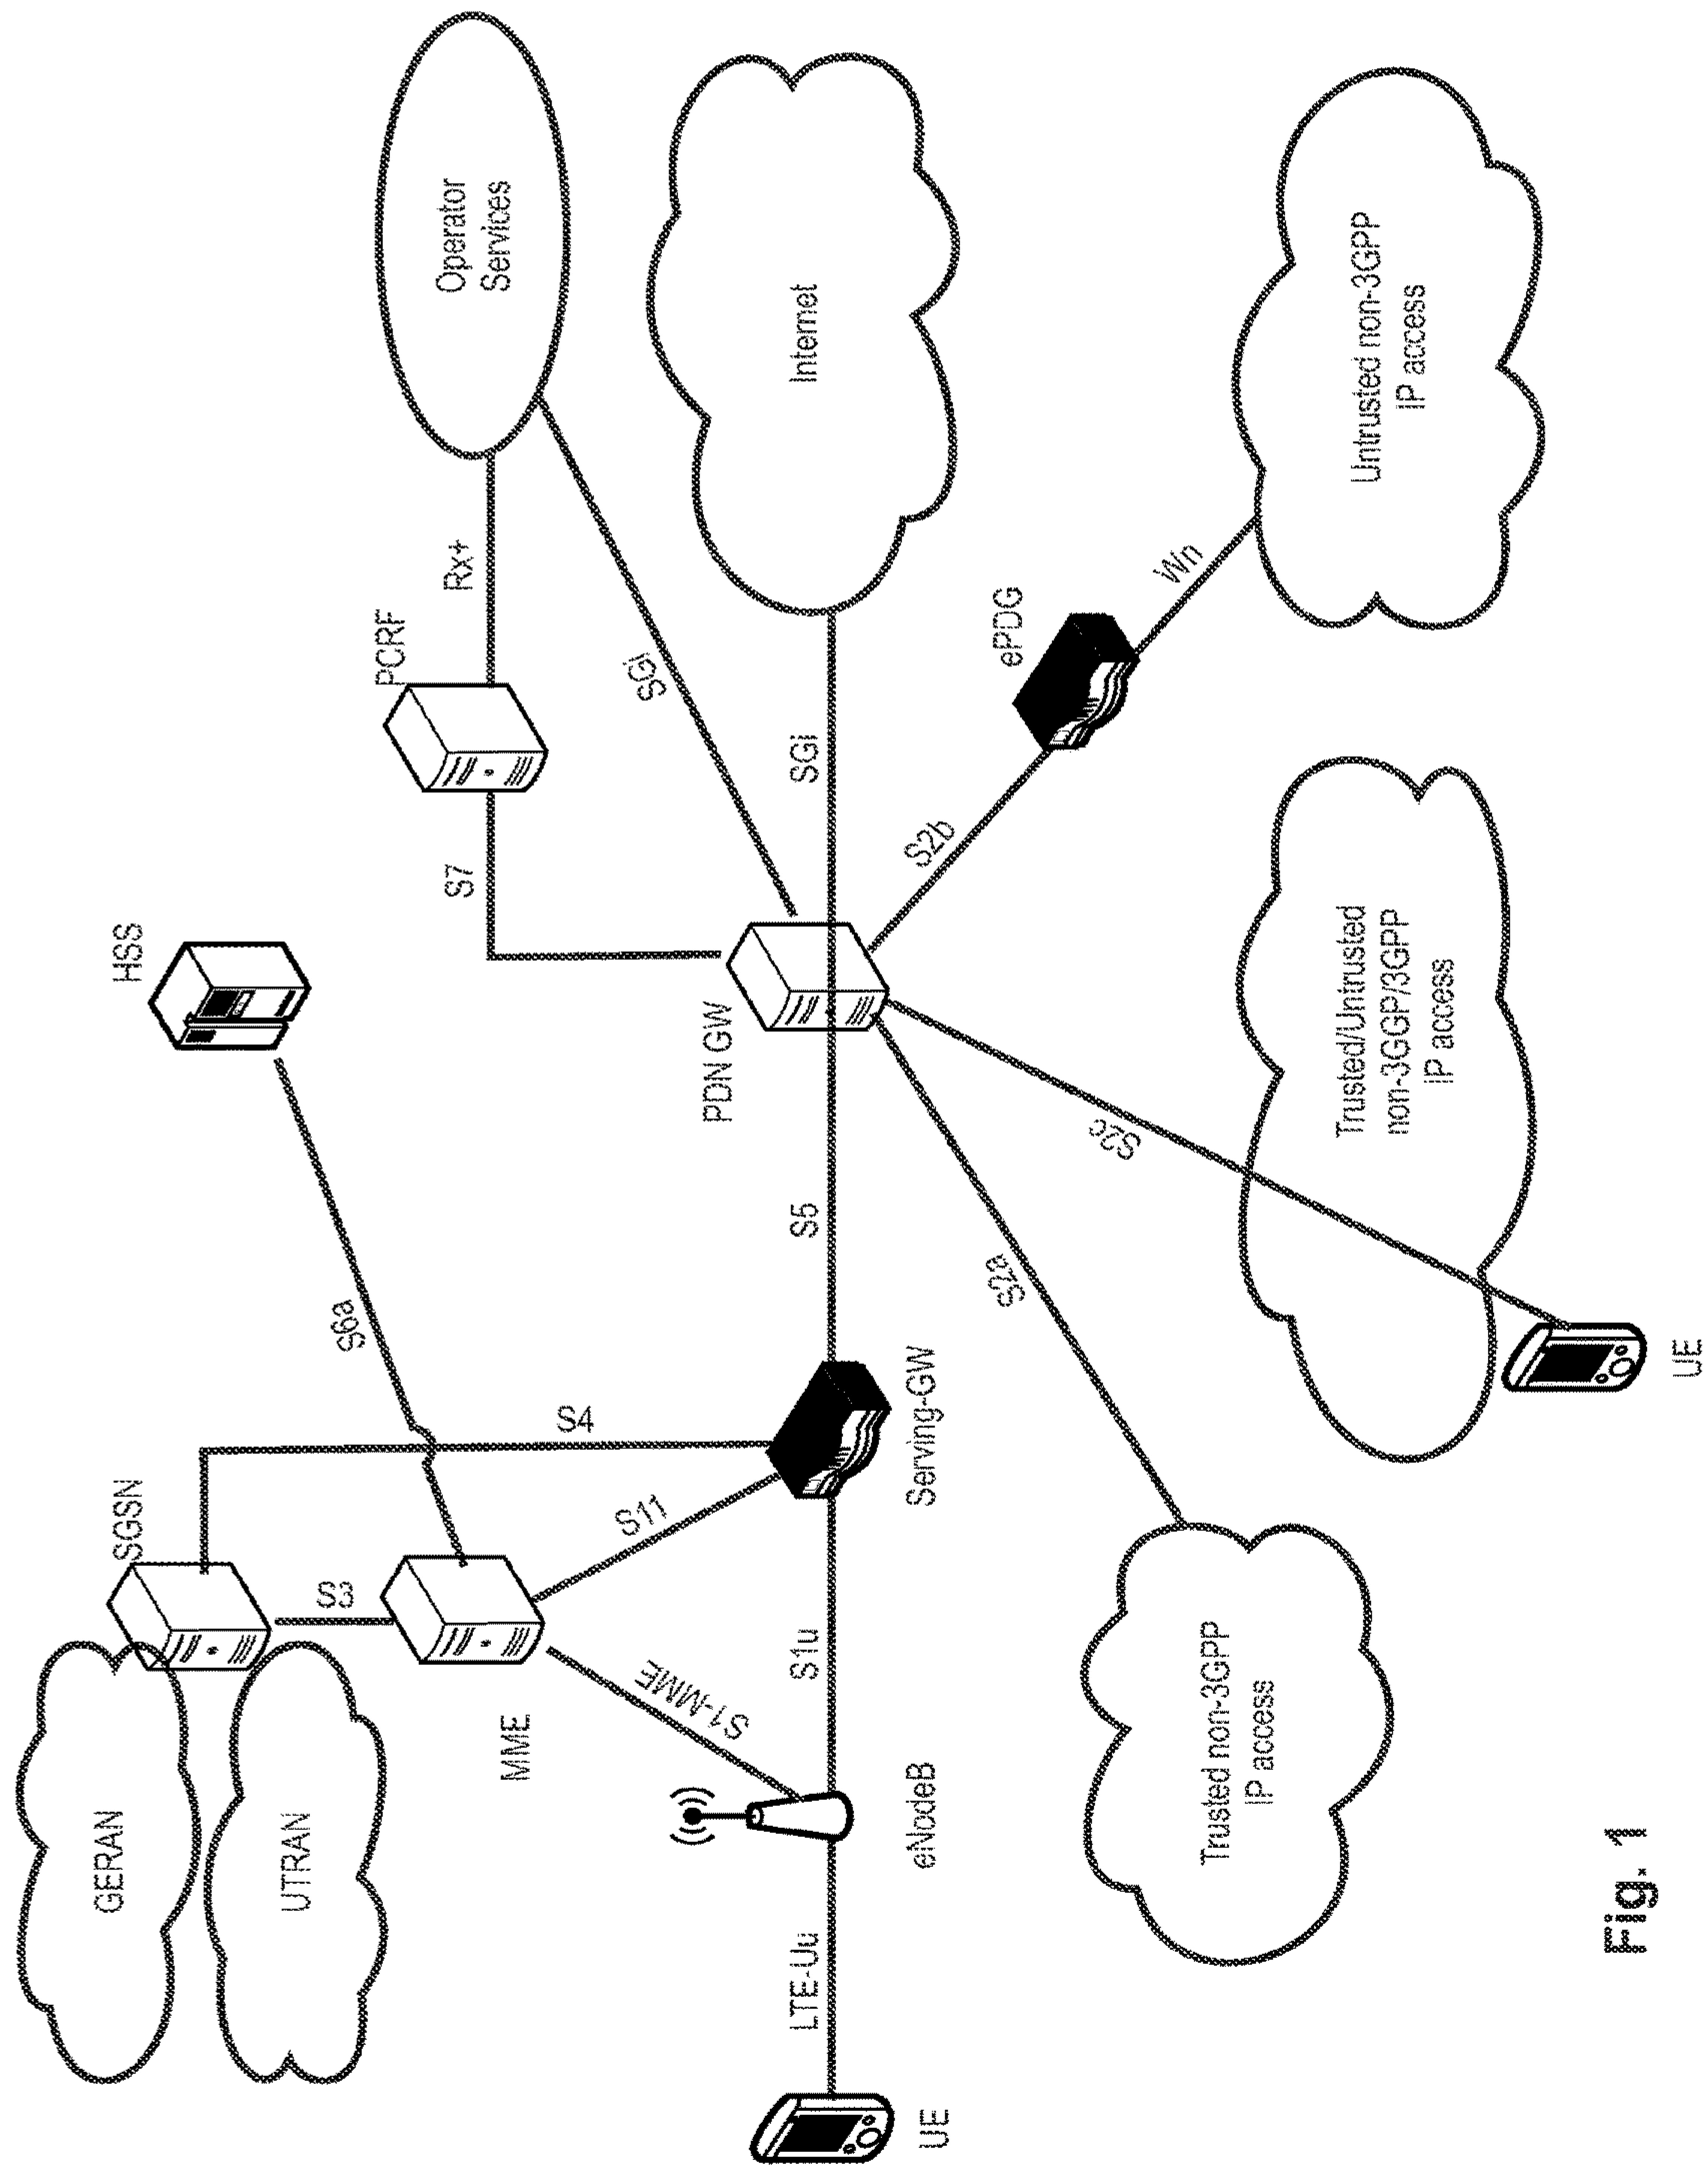 GERAN
SGSN
HSS
UTRAN
S3
S6a
PCRF
Operator
Services
MME
S4
S7
Rx+
S11
S1-MME
SGi
LTE-Uu
S1u
S5
PDN GW
SGi
Internet
UE
eNodeB
Serving-GW
S2b
ePDG
S2a
S2c
Wn
Trusted non-3GPP
IP access
Trusted/Untrusted
non-3GGP/3GPP
IP access
Untrusted non-3GPP
IP access
UE
Fig. 1